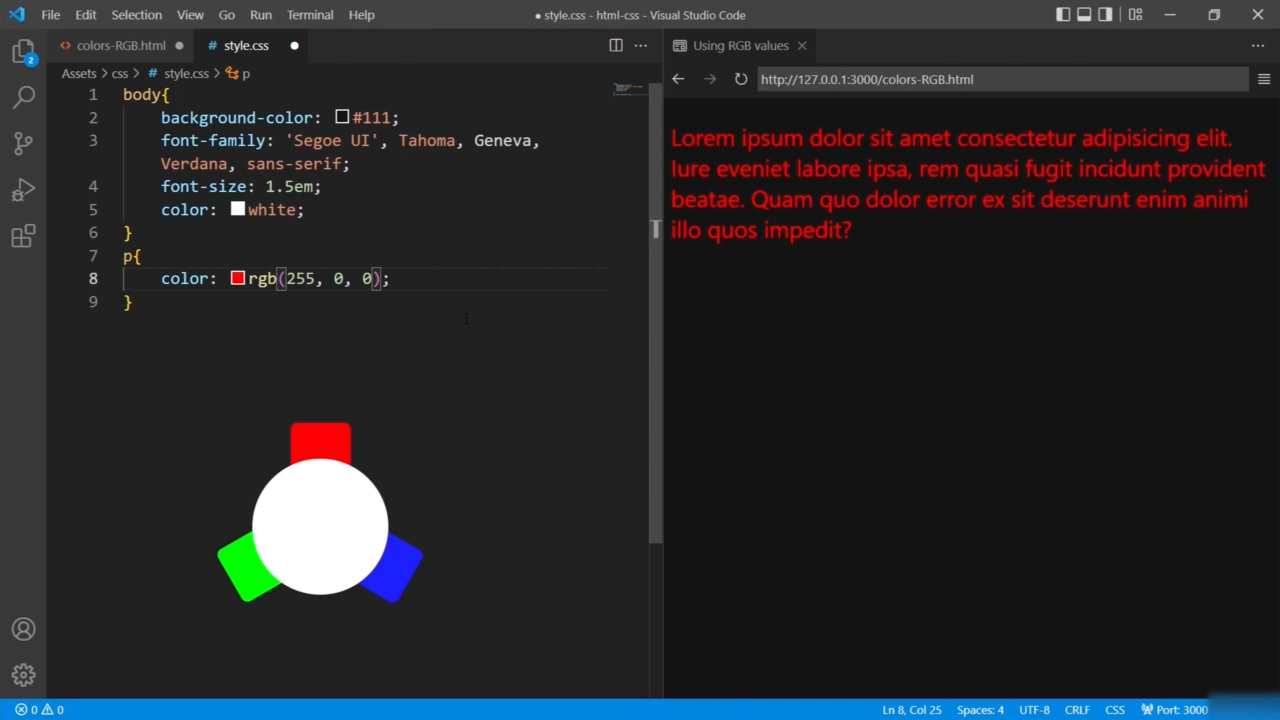 File Edit Selection View Go Run Terminal Help
● style.css - html-css - Visual Studio Code
colors-RGB.html
# style.css
Using RGB values
Assets > css > # style.css > p
http://127.0.0.1:3000/colors-RGB.html
1 body{
2 background-color: #111;
3 font-family: 'Segoe UI', Tahoma, Geneva,
Verdana, sans-serif;
4 font-size: 1.5em;
5 color: white;
6 }
7 p{
8 color: rgb(255, 0, 0);
9 }
Lorem ipsum dolor sit amet consectetur adipisicing elit.
Iure eveniet labore ipsa, rem quasi fugit incidunt provident
beatae. Quam quo dolor error ex sit deserunt enim animi
illo quos impedit?
2
0 0
Ln 8, Col 25 Spaces: 4 UTF-8 CRLF CSS Port: 3000